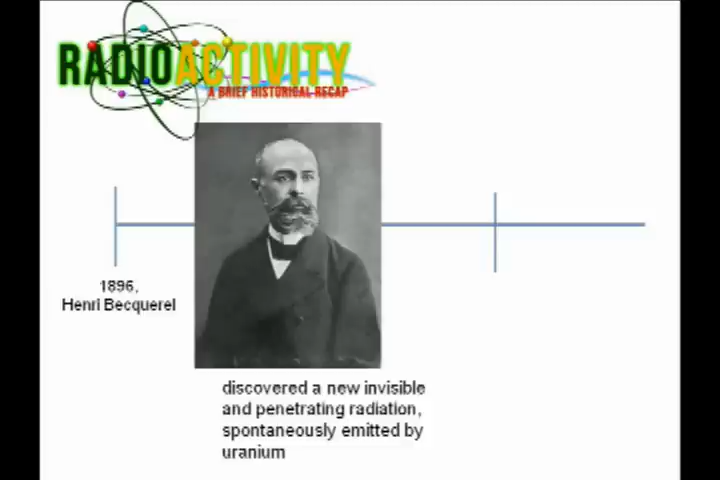 RADIOACTIVITY
A BRIEF HISTORICAL RECAP
1896,
Henri Becquerel
discovered a new invisible
and penetrating radiation,
spontaneously emitted by
uranium